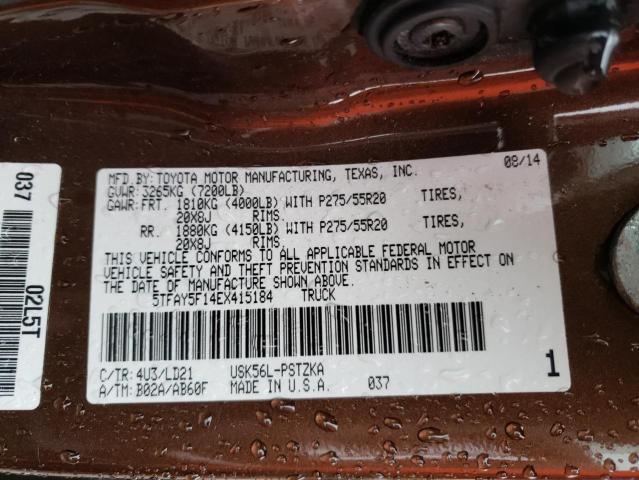 MFD.BY:TOYOTA MOTOR MANUFACTURING, TEXAS, INC. 08/14
GVWR:3265KG (7200LB)
GAWR:FRT. 1810KG (4000LB) WITH P275/55R20 TIRES,
20X8J RIMS.
RR. 1880KG (4150LB) WITH P275/55R20 TIRES,
20X8J RIMS.
THIS VEHICLE CONFORMS TO ALL APPLICABLE FEDERAL MOTOR
VEHICLE SAFETY AND THEFT PREVENTION STANDARDS IN EFFECT ON
THE DATE OF MANUFACTURE SHOWN ABOVE.
5TFAY5F14EX415184 TRUCK
C/TR:4U3/LD21 USK56L-PSTZKA 1
A/TM:B02A/AB60F MADE IN U.S.A. 037
037 02L5T